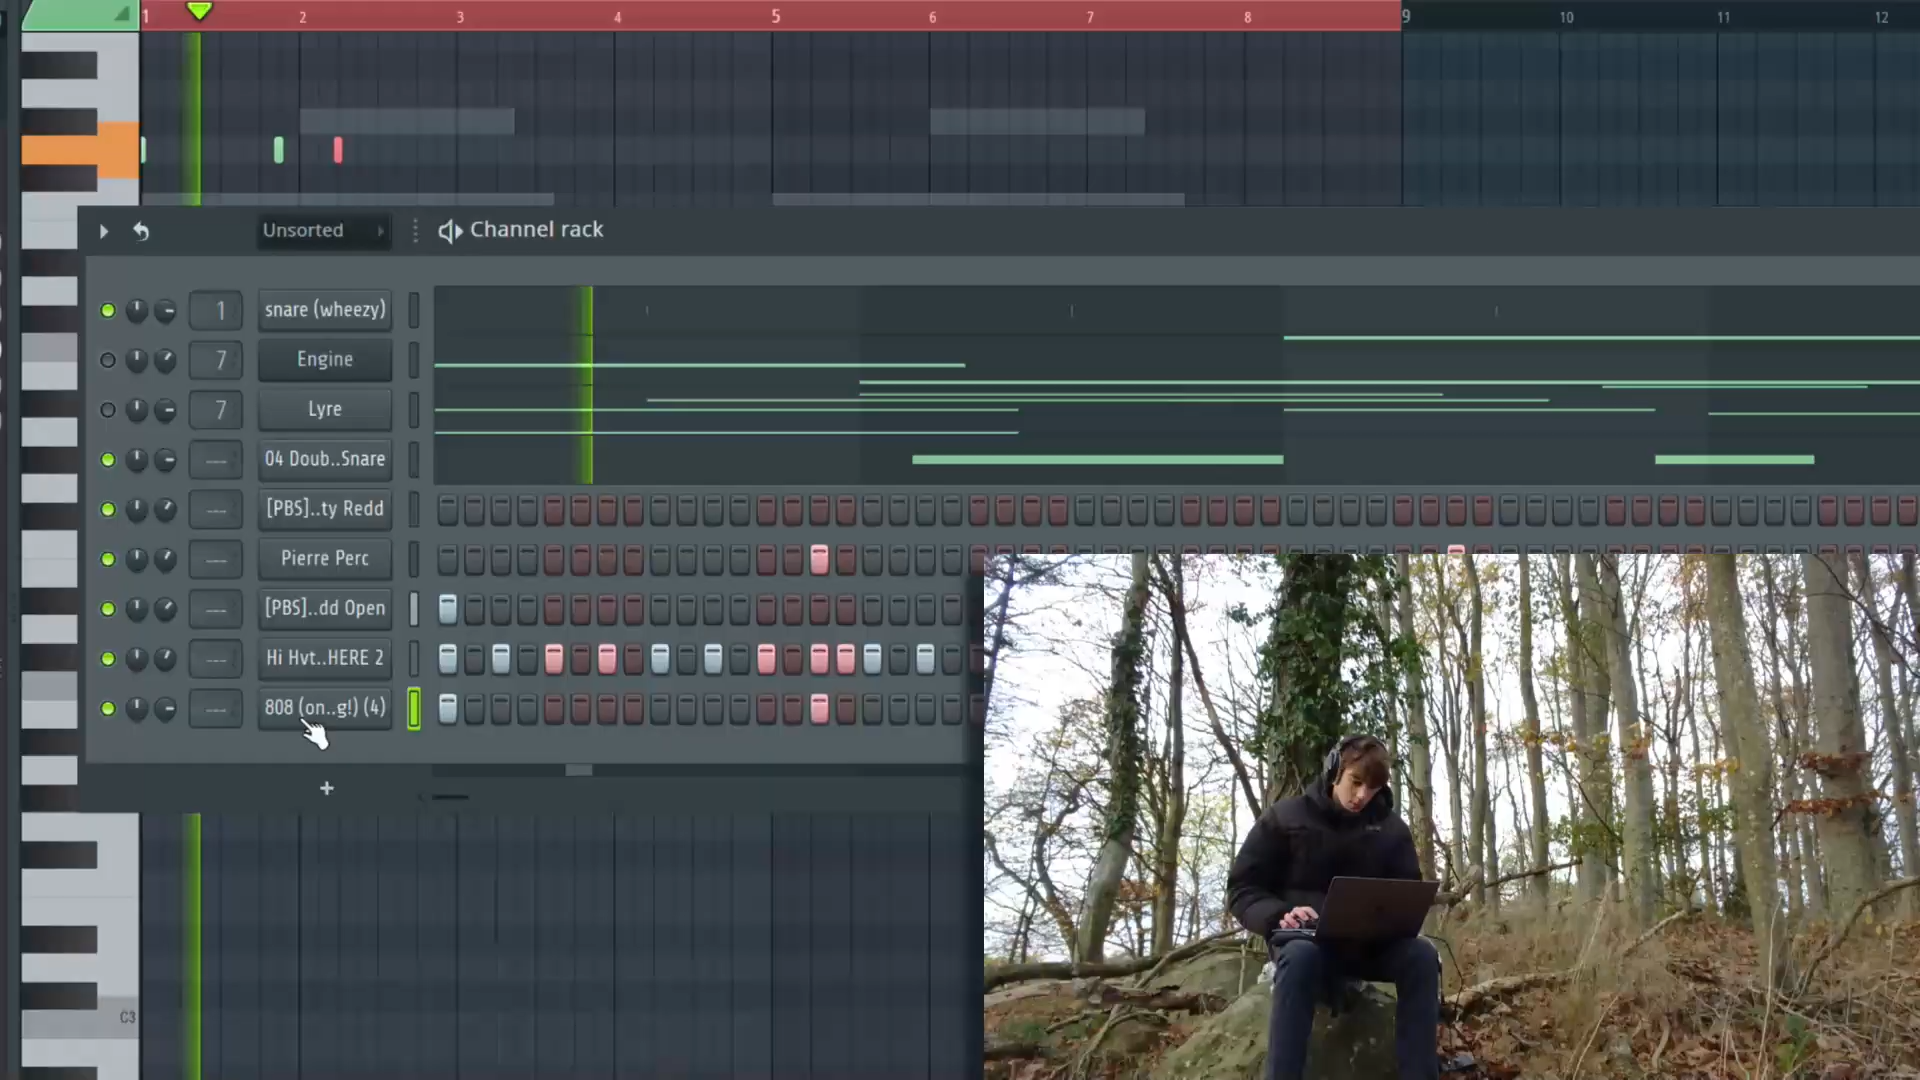 1 2 3 4 5 6 7 8 9 10 11 12
Unsorted Channel rack
1 snare (wheezy)
7 Engine
7 Lyre
--- 04 Doub..Snare
--- [PBS]..ty Redd
--- Pierre Perc
--- [PBS]..dd Open
--- Hi Hvt..HERE 2
--- 808 (on..g!) (4)
+
C3